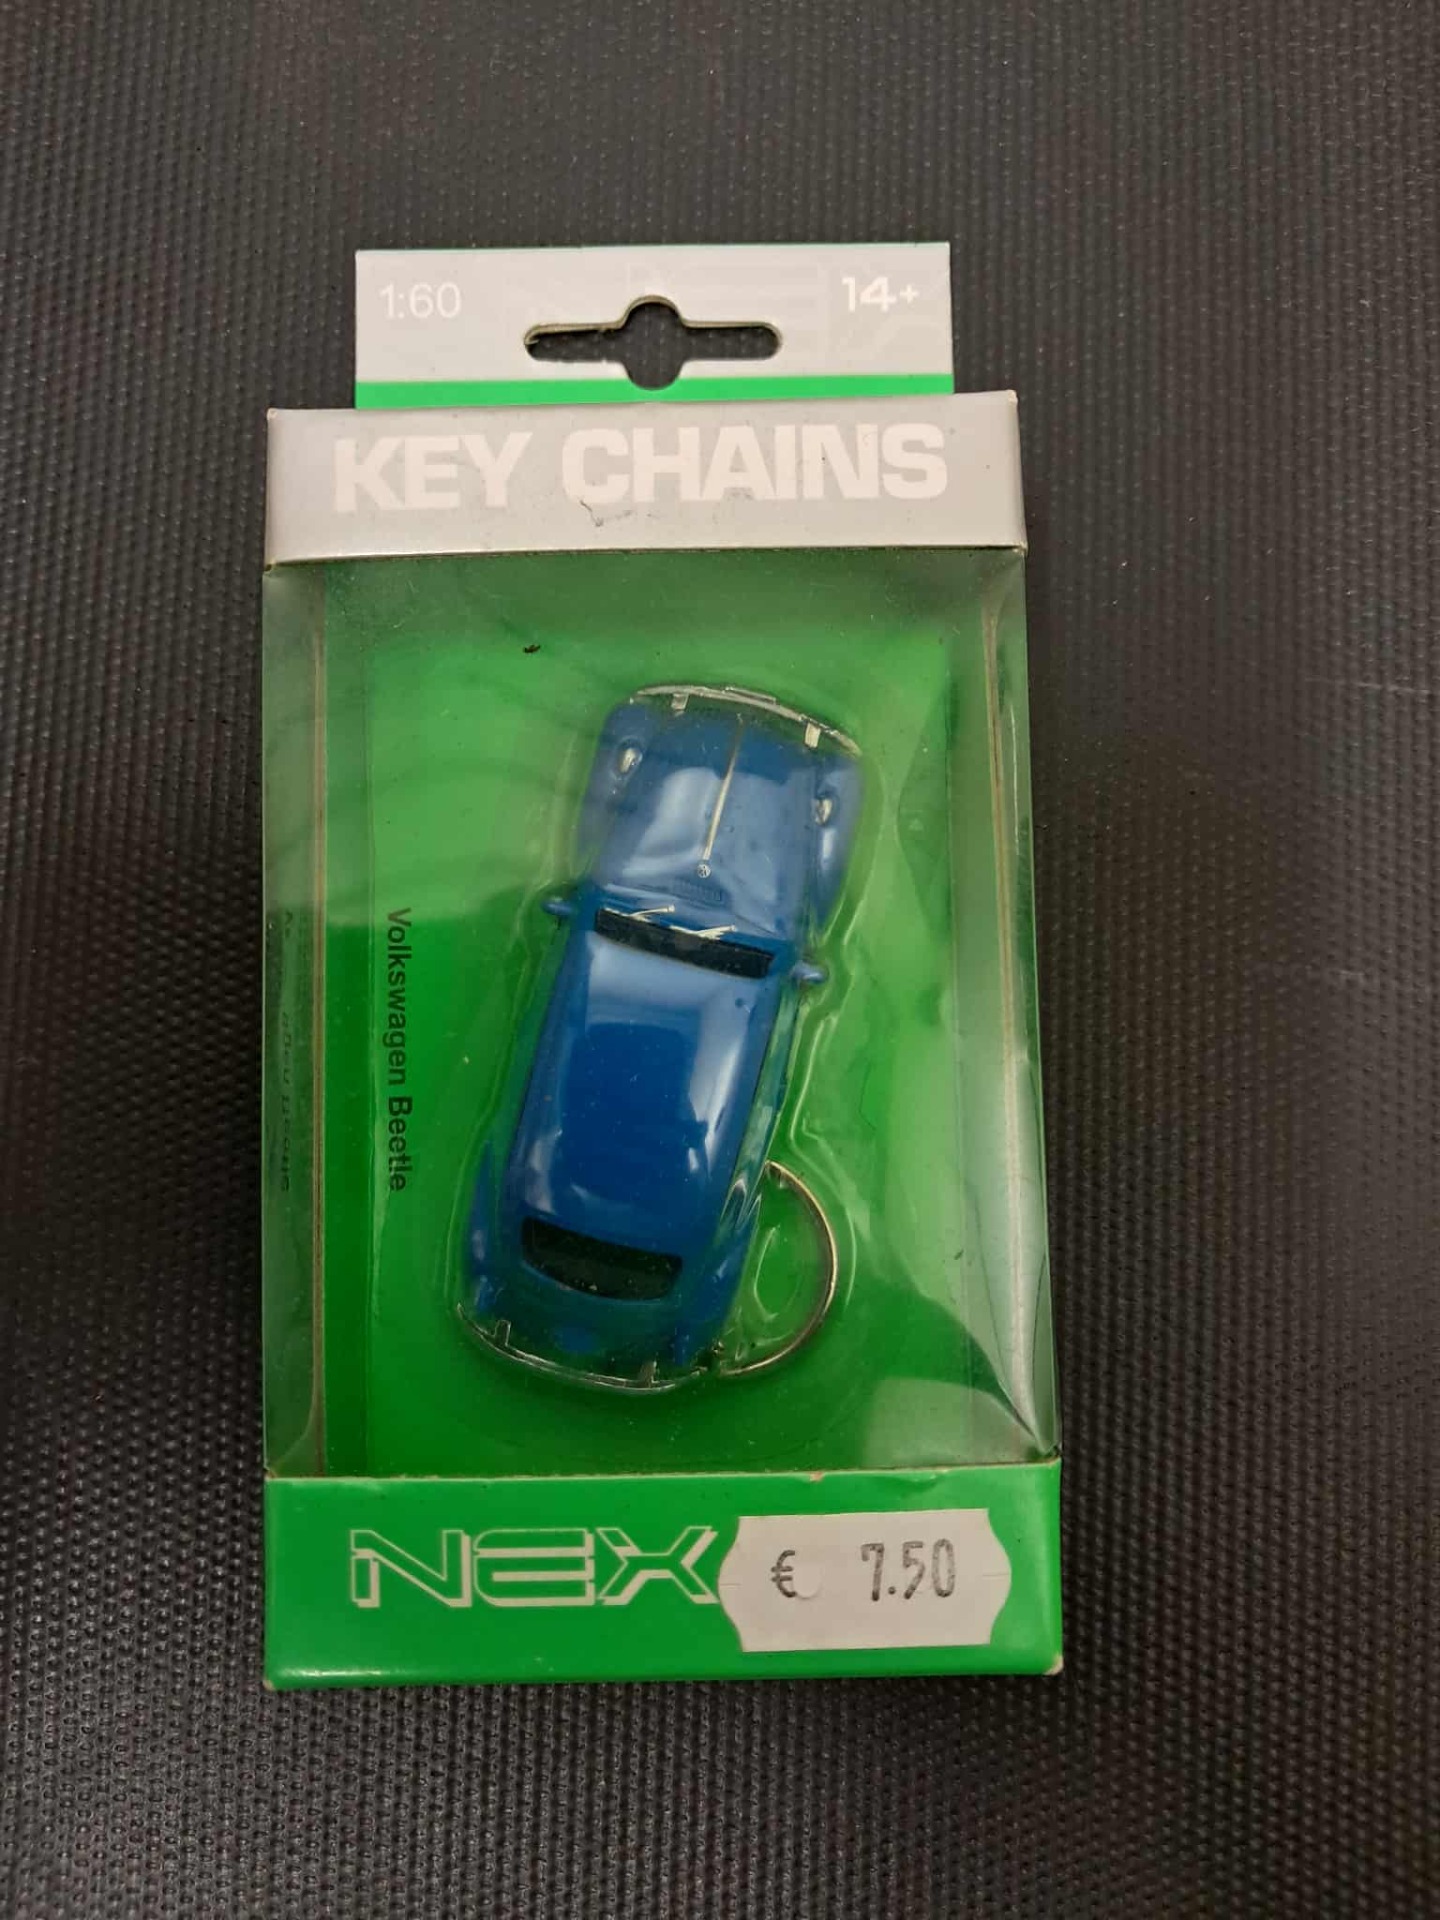 1:60
14+
KEY CHAINS
Volkswagen Beetle
NEX
€ 7.50